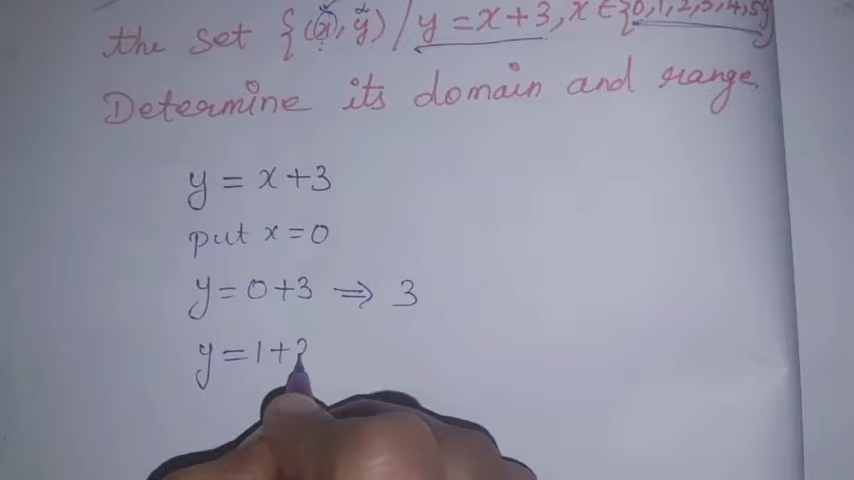 the set {(x, y) / y = x + 3, x ∈ {0, 1, 2, 3, 4, 5}
Determine its domain and range.
y = x + 3
put x = 0
y = 0 + 3 ⇒ 3
y = 1 + 3